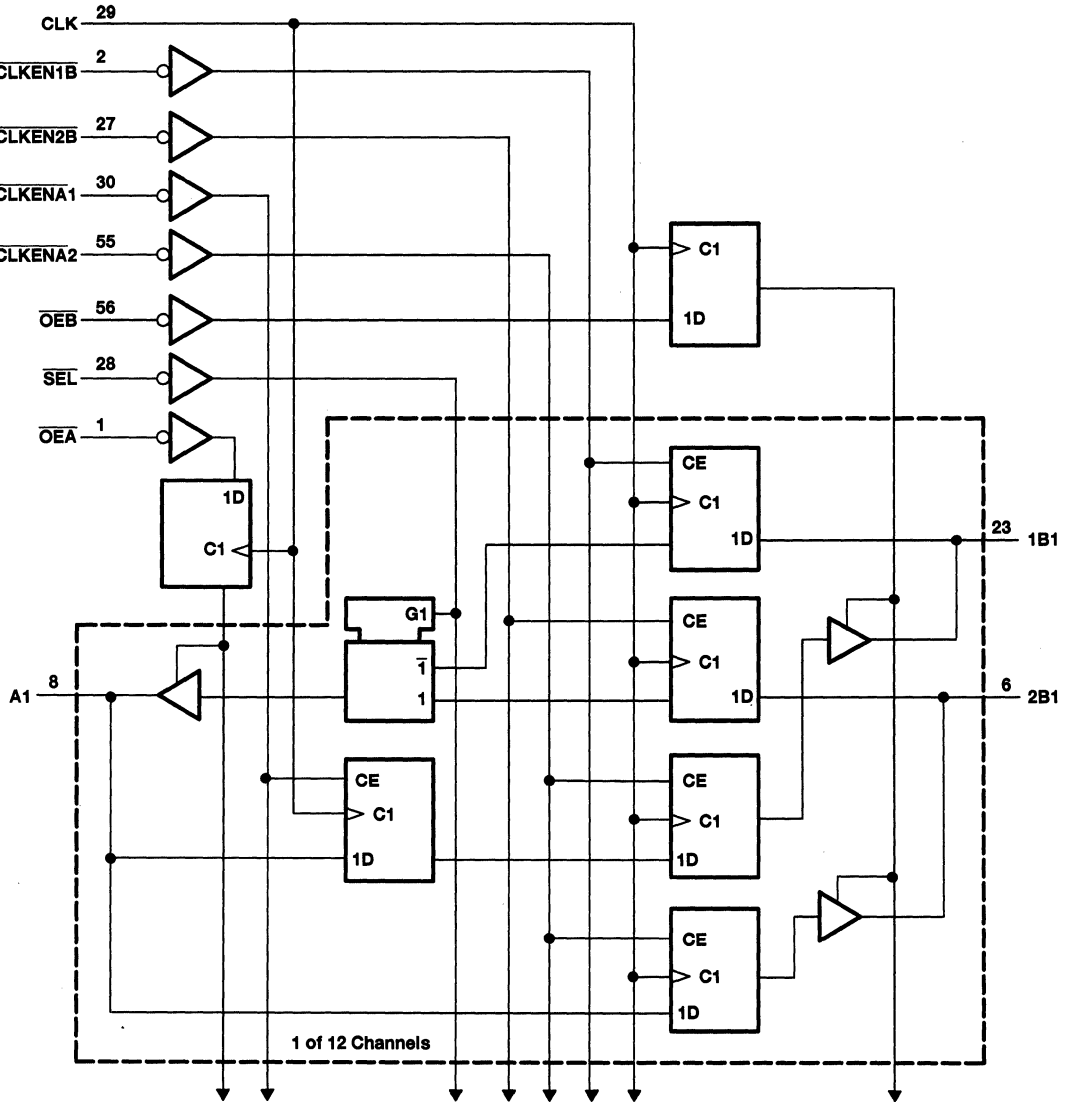 CLK 29
CLKEN1B 2
CLKEN2B 27
CLKENA1 30
CLKENA2 55
OEB 56
SEL 28
OEA 1
C1
1D
1D
C1
CE
C1
1D
23 1B1
G1
1
1
CE
C1
1D
6 2B1
A1 8
CE
C1
1D
CE
C1
1D
CE
C1
1D
1 of 12 Channels